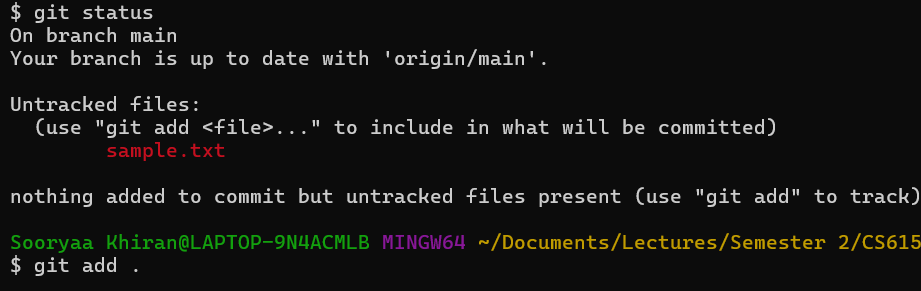 $ git status
On branch main
Your branch is up to date with 'origin/main'.
Untracked files:
(use "git add <file>..." to include in what will be committed)
sample.txt
nothing added to commit but untracked files present (use "git add" to track)
Sooryaa Khiran@LAPTOP-9N4ACMLB MINGW64 ~/Documents/Lectures/Semester 2/CS615
$ git add .